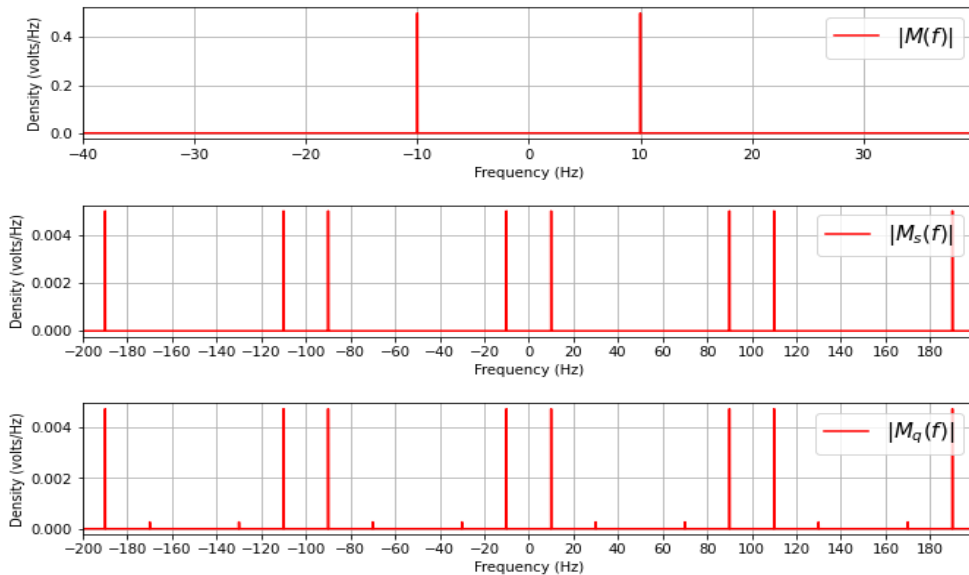 Density (volts/Hz)
0.4
0.2
0.0
|M(f)|
−40 −30 −20 −10 0 10 20 30
Frequency (Hz)
Density (volts/Hz)
0.004
0.002
0.000
|M_s(f)|
−200 −180 −160 −140 −120 −100 −80 −60 −40 −20 0 20 40 60 80 100 120 140 160 180
Frequency (Hz)
Density (volts/Hz)
0.004
0.002
0.000
|M_q(f)|
−200 −180 −160 −140 −120 −100 −80 −60 −40 −20 0 20 40 60 80 100 120 140 160 180
Frequency (Hz)